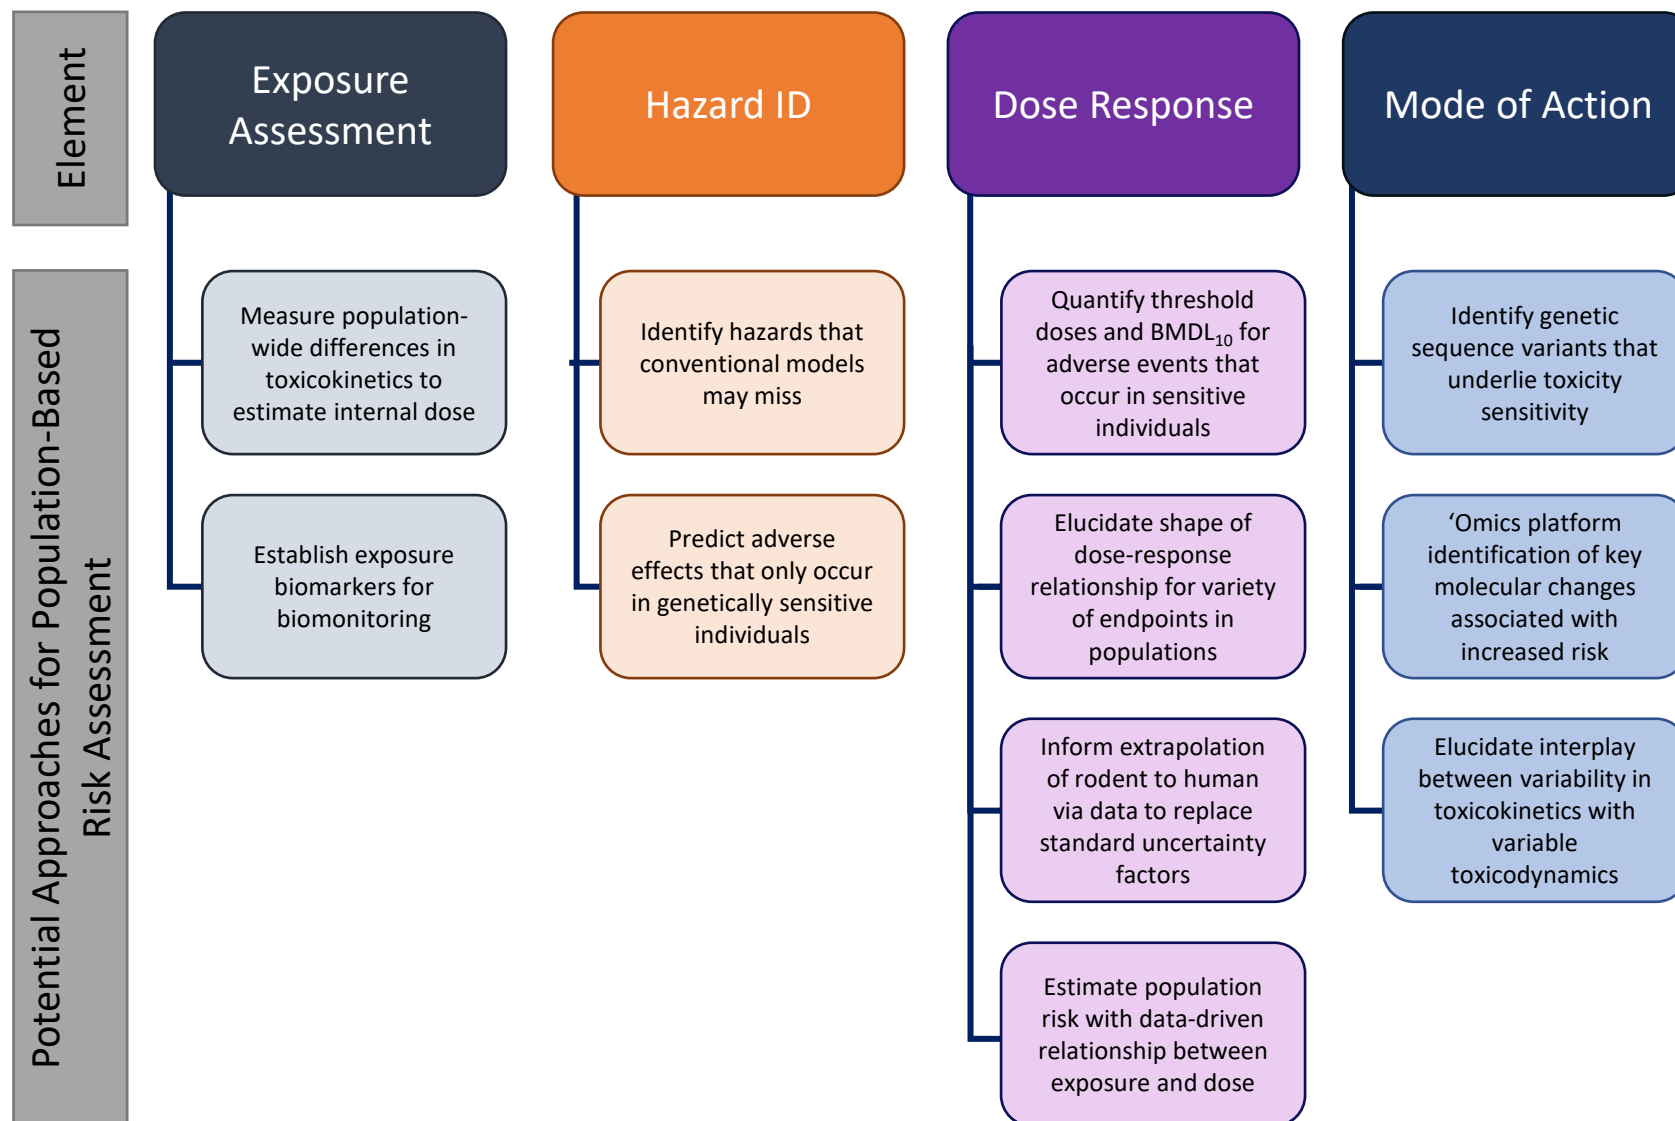 Element
Exposure
Assessment
Hazard ID
Dose Response
Mode of Action
Potential Approaches for Population-Based
Risk Assessment
Measure population-
wide differences in
toxicokinetics to
estimate internal dose
Establish exposure
biomarkers for
biomonitoring
Identify hazards that
conventional models
may miss
Predict adverse
effects that only occur
in genetically sensitive
individuals
Quantify threshold
doses and BMDL₁₀ for
adverse events that
occur in sensitive
individuals
Elucidate shape of
dose-response
relationship for variety
of endpoints in
populations
Inform extrapolation
of rodent to human
via data to replace
standard uncertainty
factors
Estimate population
risk with data-driven
relationship between
exposure and dose
Identify genetic
sequence variants that
underlie toxicity
sensitivity
‘Omics platform
identification of key
molecular changes
associated with
increased risk
Elucidate interplay
between variability in
toxicokinetics with
variable
toxicodynamics